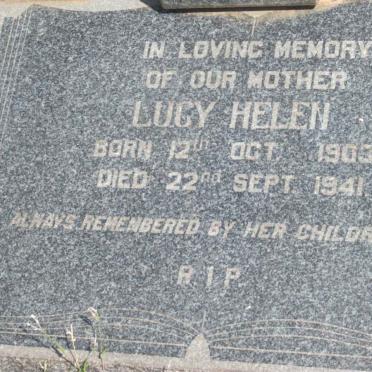 IN LOVING MEMORY
OF OUR MOTHER
LUCY HELEN
BORN 12th OCT 1903
DIED 22nd SEPT 1941
ALWAYS REMEMBERED BY HER CHILDR
R I P